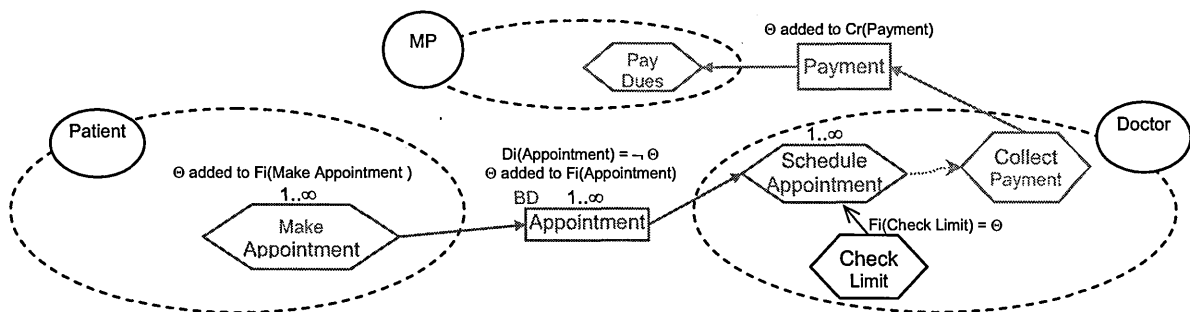 MP
Θ added to Cr(Payment)
Pay
Dues
Payment
Patient
Doctor
Θ added to Fi(Make Appointment )
1..∞
Make
Appointment
Di(Appointment) = ¬ Θ
Θ added to Fi(Appointment)
BD 1..∞
Appointment
1..∞
Schedule
Appointment
Collect
Payment
Fi(Check Limit) = Θ
Check
Limit